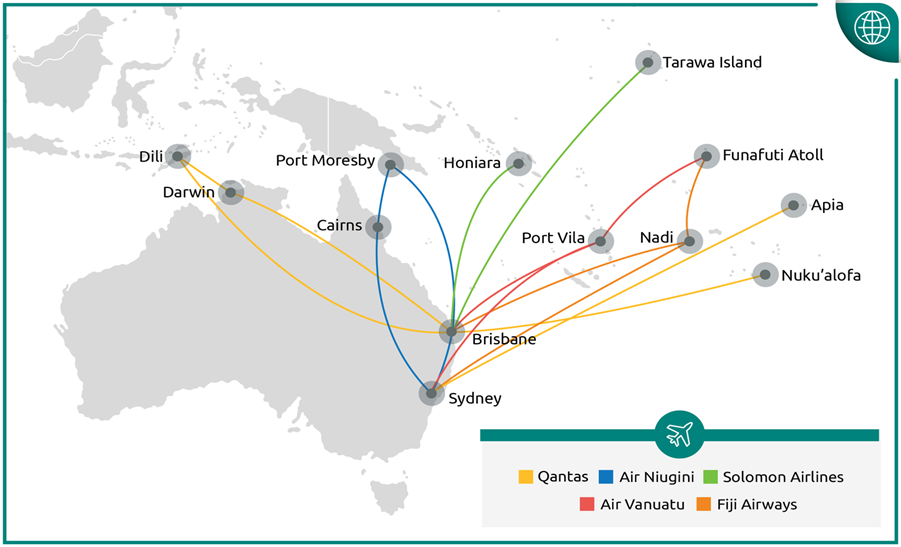 Tarawa Island
Dili
Port Moresby
Honiara
Funafuti Atoll
Darwin
Apia
Cairns
Port Vila
Nadi
Nuku’alofa
Brisbane
Sydney
Qantas Air Niugini Solomon Airlines
Air Vanuatu Fiji Airways